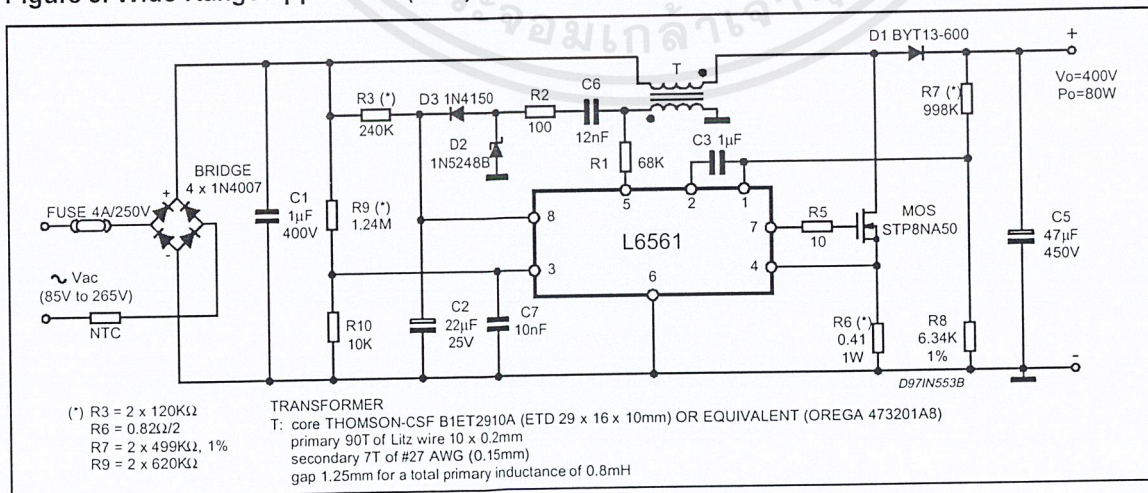 D1 BYT13-600
+
Vo=400V
Po=80W
T
R7 (*)
998K
R3 (*)
240K
D3 1N4150
R2
100
C6
12nF
D2
1N5248B
R1
68K
C3 1µF
BRIDGE
4 x 1N4007
+
-
FUSE 4A/250V
C1
1µF
400V
R9 (*)
1.24M
5
2
1
8
3
L6561
7
4
6
R5
10
MOS
STP8NA50
C5
47µF
450V
Vac
(85V to 265V)
NTC
R10
10K
C2
22µF
25V
C7
10nF
R6 (*)
0.41
1W
R8
6.34K
1%
-
D97IN553B
(*) R3 = 2 x 120KΩ
R6 = 0.82Ω/2
R7 = 2 x 499KΩ, 1%
R9 = 2 x 620KΩ
TRANSFORMER
T: core THOMSON-CSF B1ET2910A (ETD 29 x 16 x 10mm) OR EQUIVALENT (OREGA 473201A8)
primary 90T of Litz wire 10 x 0.2mm
secondary 7T of #27 AWG (0.15mm)
gap 1.25mm for a total primary inductance of 0.8mH